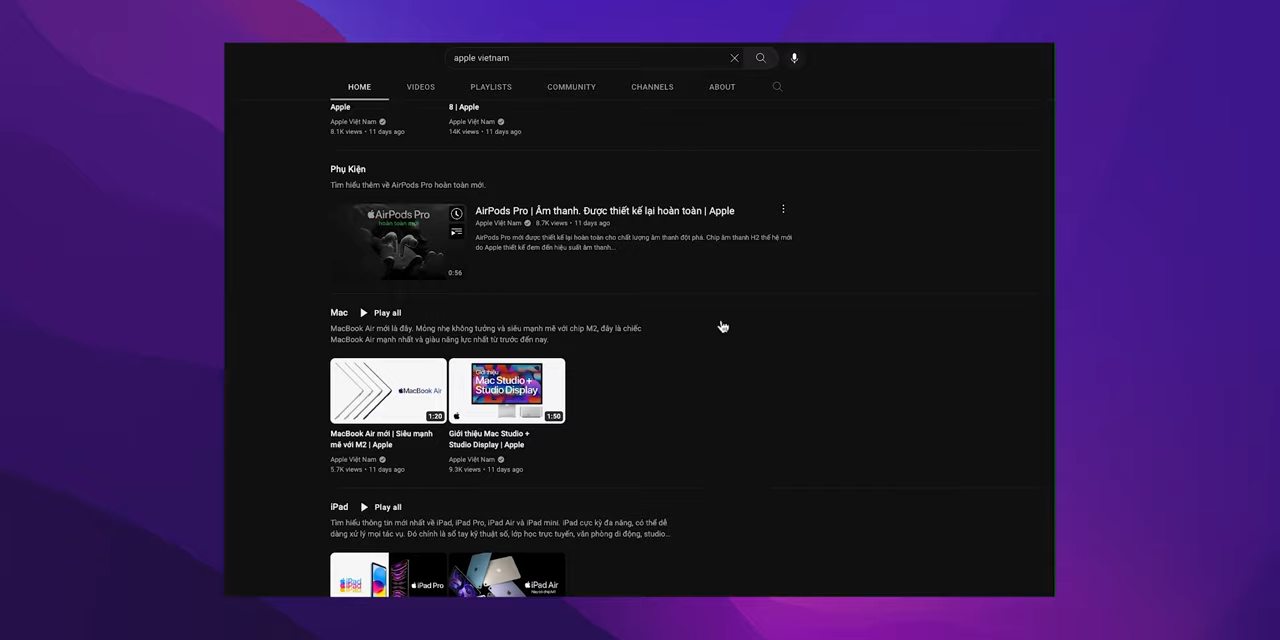 apple vietnam
HOME VIDEOS PLAYLISTS COMMUNITY CHANNELS ABOUT
Apple
Apple Việt Nam
8.1K views • 11 days ago
8 | Apple
Apple Việt Nam
14K views • 11 days ago
Phụ Kiện
Tìm hiểu thêm về AirPods Pro hoàn toàn mới.
AirPods Pro
hoàn toàn mới
0:56
AirPods Pro | Âm thanh. Được thiết kế lại hoàn toàn | Apple
Apple Việt Nam 8.7K views • 11 days ago
AirPods Pro mới được thiết kế lại hoàn toàn cho chất lượng âm thanh đột phá. Chip âm thanh H2 thế hệ mới
do Apple thiết kế đem đến hiệu suất âm thanh...
Mac Play all
MacBook Air mới là đây. Mỏng nhẹ không tưởng và siêu mạnh mẽ với chip M2, đây là chiếc
MacBook Air mạnh nhất và giàu năng lực nhất từ trước đến nay.
MacBook Air
1:20
MacBook Air mới | Siêu mạnh
mẽ với M2 | Apple
Apple Việt Nam
5.7K views • 11 days ago
Giới thiệu
Mac Studio +
Studio Display
1:50
Giới thiệu Mac Studio +
Studio Display | Apple
Apple Việt Nam
9.3K views • 11 days ago
iPad Play all
Tìm hiểu thông tin mới nhất về iPad, iPad Pro, iPad Air và iPad mini. iPad cực kỳ đa năng, có thể dễ
dàng xử lý mọi tác vụ. Đó chính là sổ tay kỹ thuật số, lớp học trực tuyến, văn phòng di động, studio...
iPad
iPad Pro
iPad Air